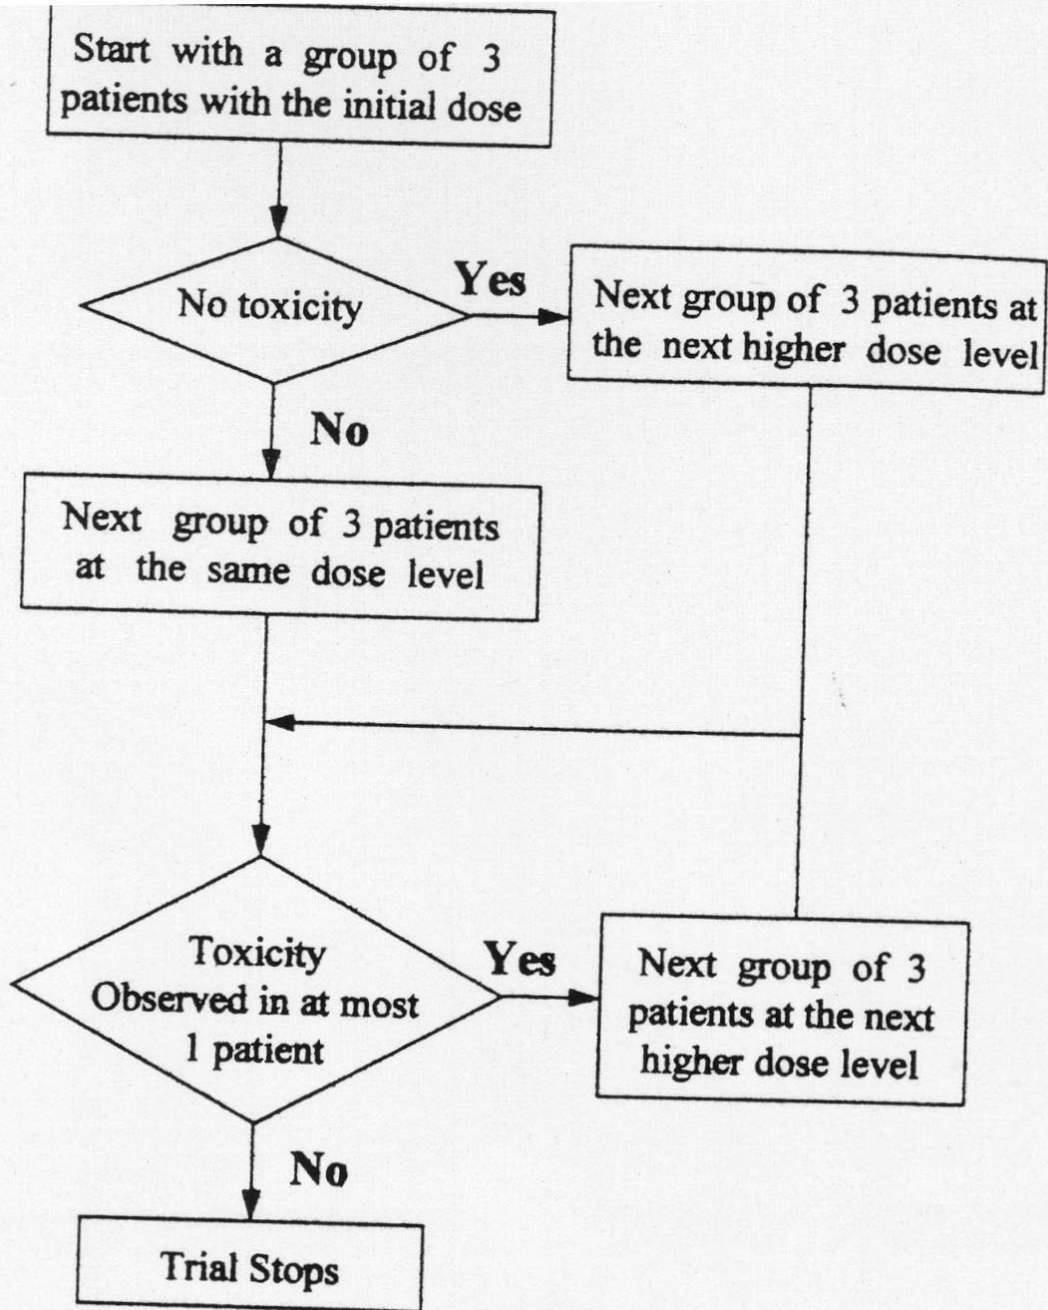 Start with a group of 3
patients with the initial dose
No toxicity
Yes
Next group of 3 patients at
the next higher dose level
No
Next group of 3 patients
at the same dose level
Toxicity
Observed in at most
1 patient
Yes
Next group of 3
patients at the next
higher dose level
No
Trial Stops